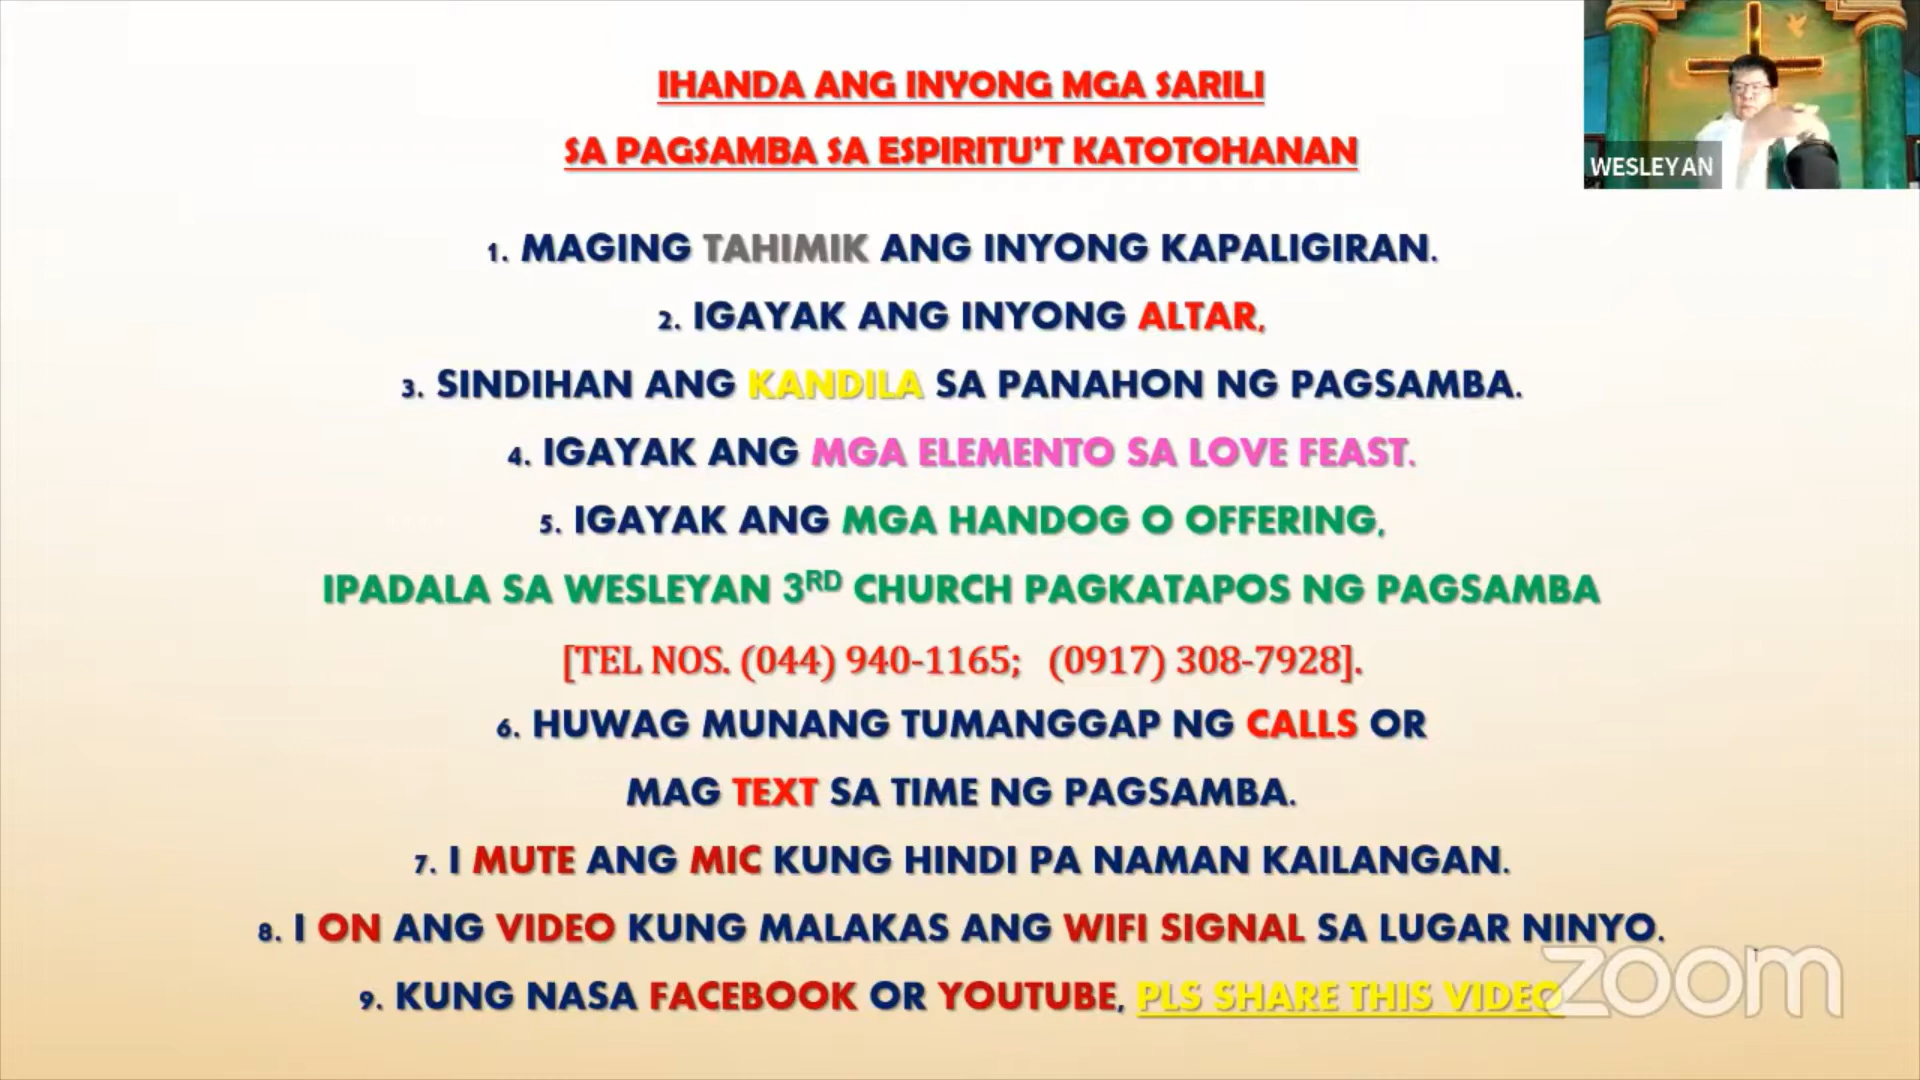 IHANDA ANG INYONG MGA SARILI
SA PAGSAMBA SA ESPIRITU'T KATOTOHANAN
WESLEYAN
1. MAGING TAHIMIK ANG INYONG KAPALIGIRAN.
2. IGAYAK ANG INYONG ALTAR,
3. SINDIHAN ANG KANDILA SA PANAHON NG PAGSAMBA.
4. IGAYAK ANG MGA ELEMENTO SA LOVE FEAST.
5. IGAYAK ANG MGA HANDOG O OFFERING,
IPADALA SA WESLEYAN 3RD CHURCH PAGKATAPOS NG PAGSAMBA
[TEL NOS. (044) 940-1165; (0917) 308-7928].
6. HUWAG MUNANG TUMANGGAP NG CALLS OR
MAG TEXT SA TIME NG PAGSAMBA.
7. I MUTE ANG MIC KUNG HINDI PA NAMAN KAILANGAN.
8. I ON ANG VIDEO KUNG MALAKAS ANG WIFI SIGNAL SA LUGAR NINYO.
9. KUNG NASA FACEBOOK OR YOUTUBE, PLS SHARE THIS VIDEO
zoom